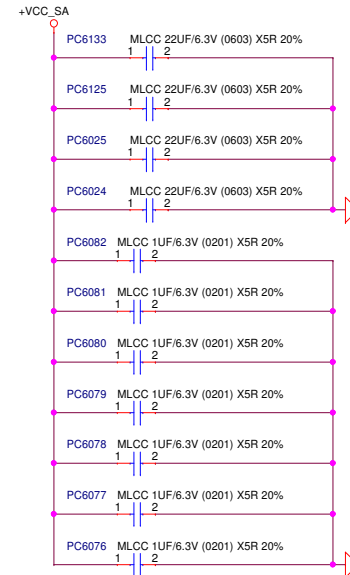 +VCC_SA
PC6133 MLCC 22UF/6.3V (0603) X5R 20%
1 2
PC6125 MLCC 22UF/6.3V (0603) X5R 20%
1 2
PC6025 MLCC 22UF/6.3V (0603) X5R 20%
1 2
PC6024 MLCC 22UF/6.3V (0603) X5R 20%
1 2
PC6082 MLCC 1UF/6.3V (0201) X5R 20%
1 2
PC6081 MLCC 1UF/6.3V (0201) X5R 20%
1 2
PC6080 MLCC 1UF/6.3V (0201) X5R 20%
1 2
PC6079 MLCC 1UF/6.3V (0201) X5R 20%
1 2
PC6078 MLCC 1UF/6.3V (0201) X5R 20%
1 2
PC6077 MLCC 1UF/6.3V (0201) X5R 20%
1 2
PC6076 MLCC 1UF/6.3V (0201) X5R 20%
1 2